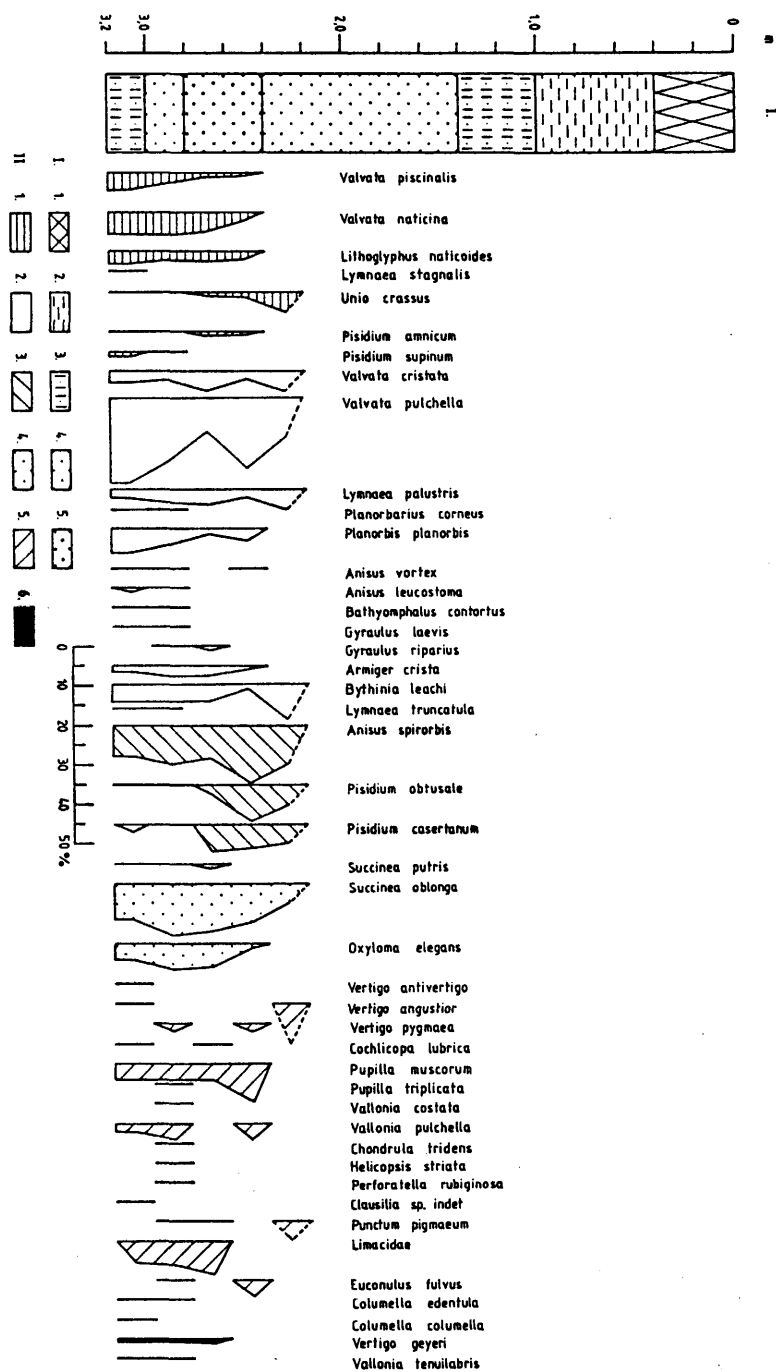 3,2
3,0
2,0
1,0
0
m
I.
Valvata piscinalis
Valvata naticina
Lithoglyphus naticoides
Lymnaea stagnalis
Unio crassus
Pisidium amnicum
Pisidium supinum
Valvata cristata
Valvata pulchella
Lymnaea palustris
Planorbarius corneus
Planorbis planorbis
Anisus vortex
Anisus leucostoma
Bathyomphalus contortus
Gyraulus laevis
Gyraulus riparius
Armiger crista
Bythinia leachi
Lymnaea truncatula
Anisus spirorbis
Pisidium obtusale
Pisidium casertanum
Succinea putris
Succinea oblonga
Oxyloma elegans
Vertigo antivertigo
Vertigo angustior
Vertigo pygmaea
Cochlicopa lubrica
Pupilla muscorum
Pupilla triplicata
Vallonia costata
Vallonia pulchella
Chondrula tridens
Helicopsis striata
Perforatella rubiginosa
Clausilia sp. indet
Punctum pigmaeum
Limacidae
Euconulus fulvus
Columella edentula
Columella columella
Vertigo geyeri
Vallonia tenuilabris
I. 1. 2. 3. 4. 5.
II 1. 2. 3. 4. 5. 6.
0
10
20
30
40
50%